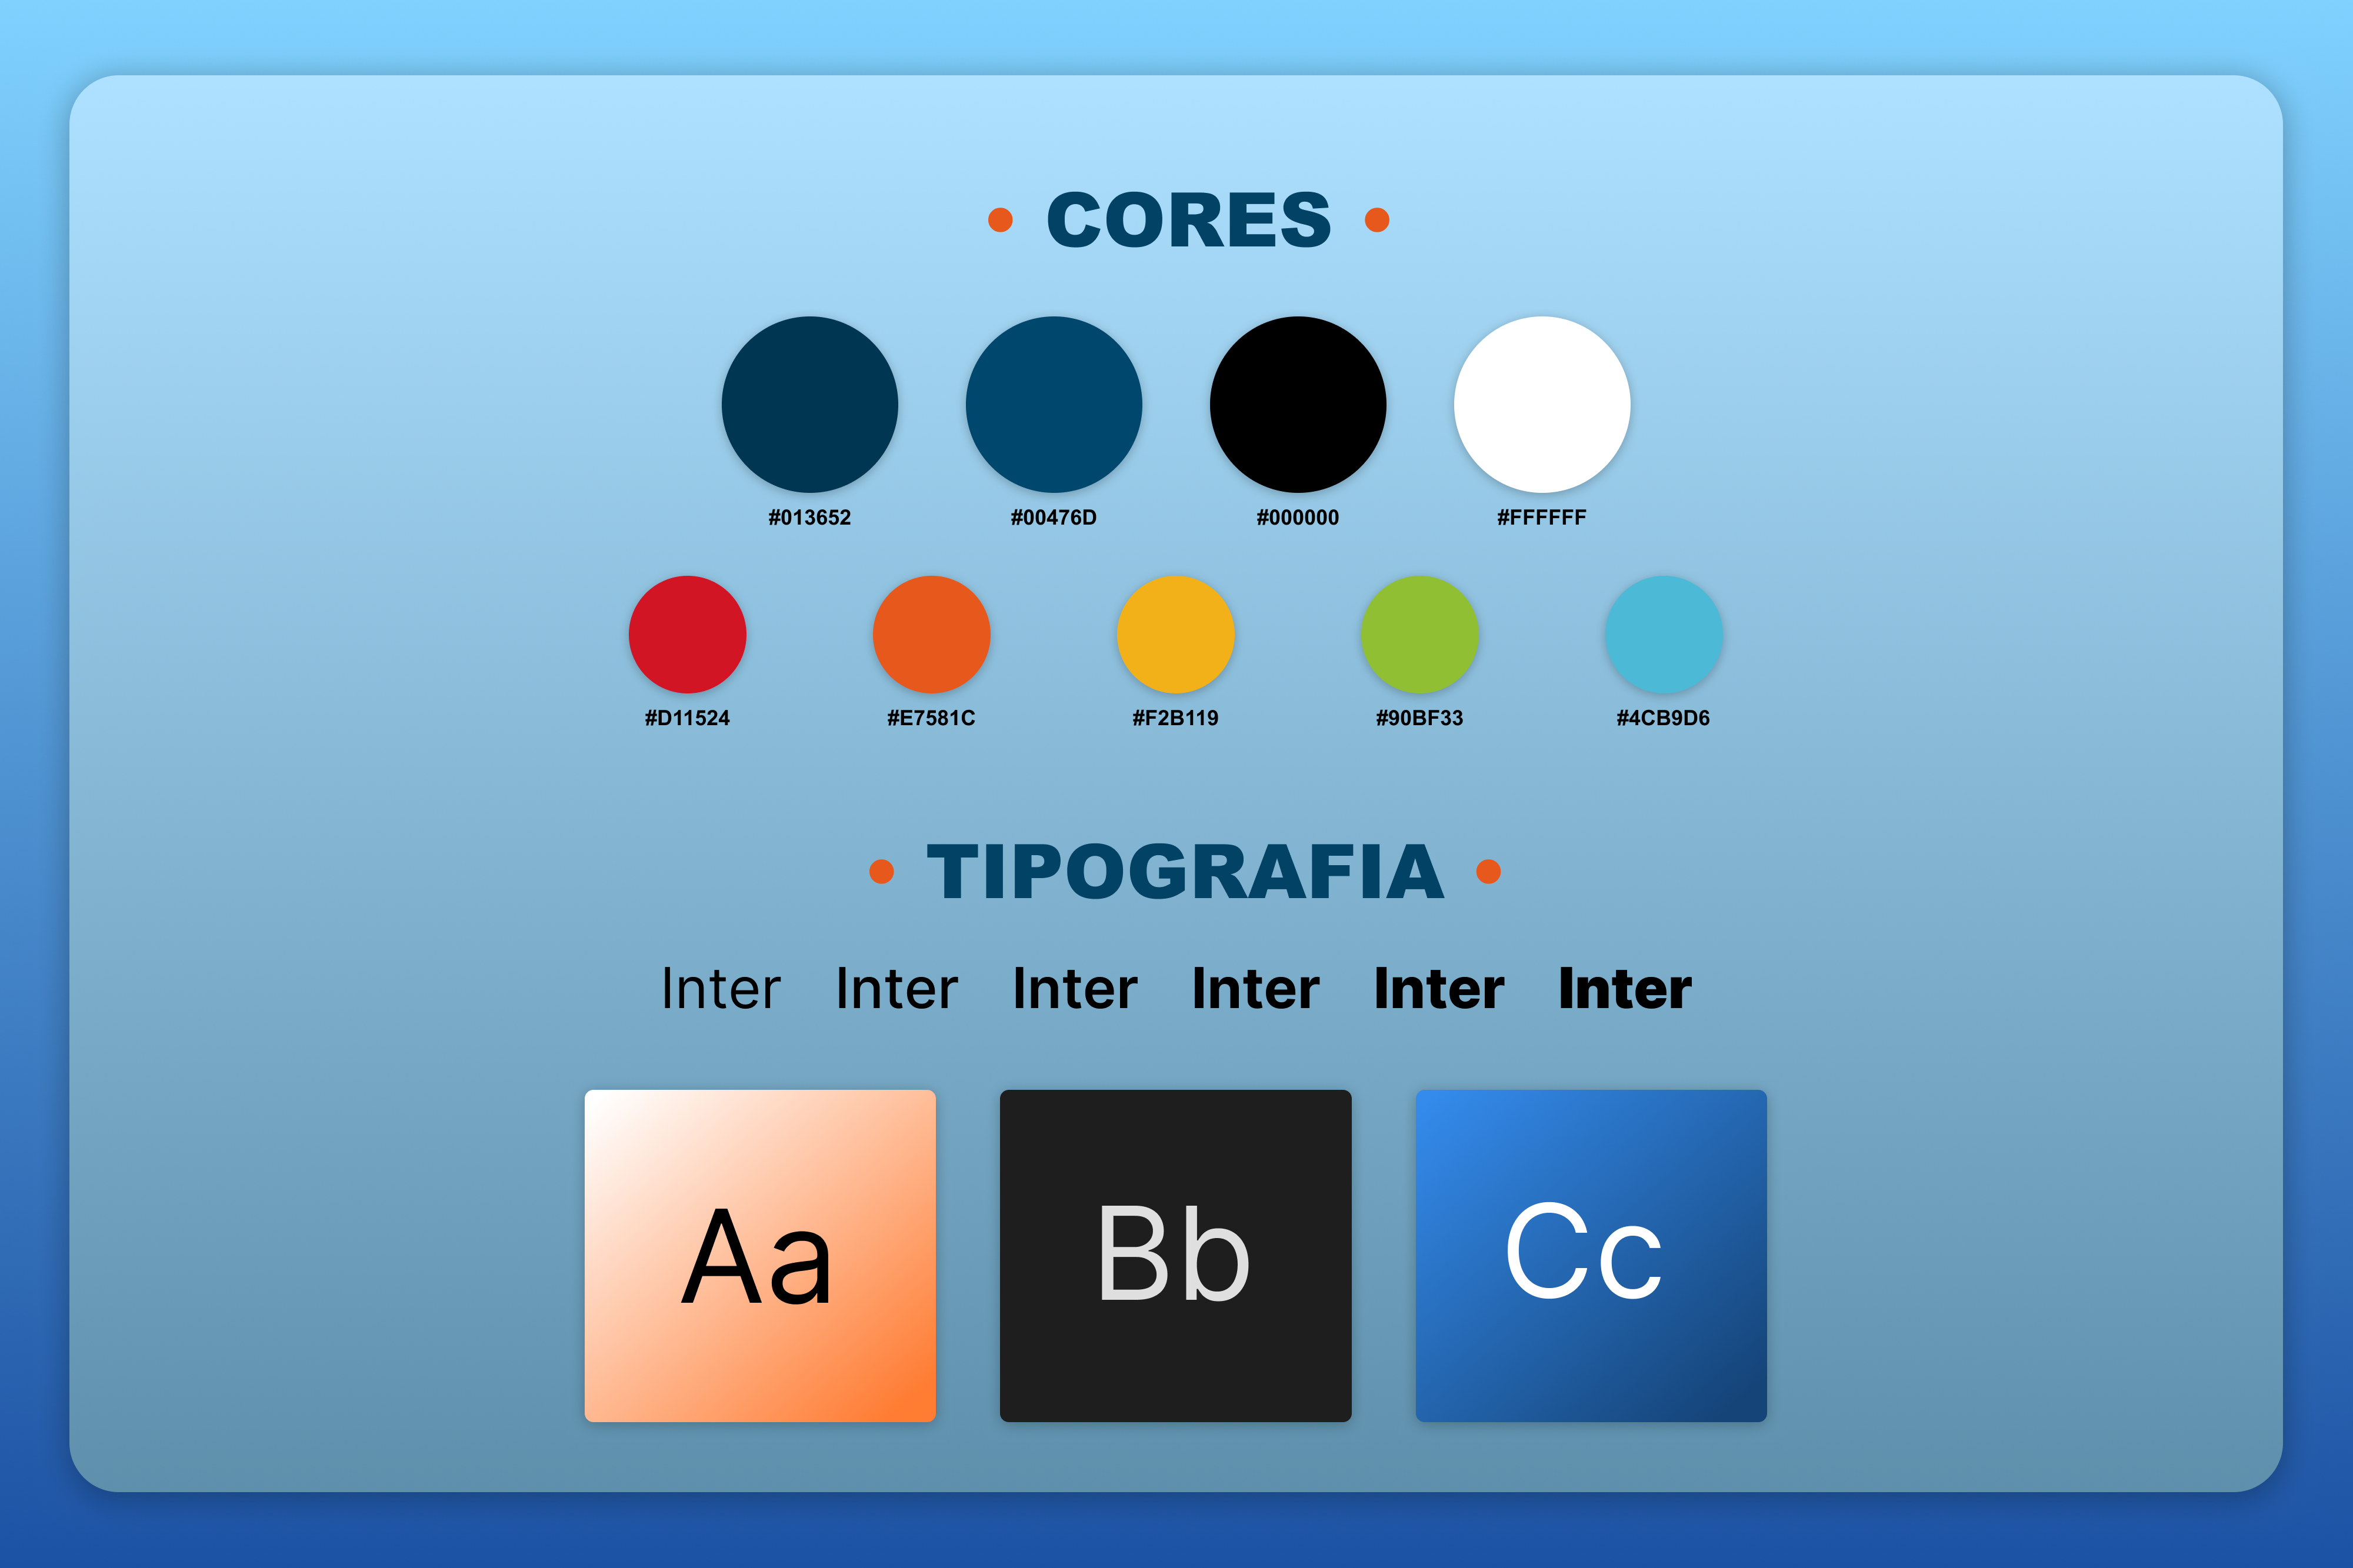 • CORES •
#013652 #00476D #000000 #FFFFFF
#D11524 #E7581C #F2B119 #90BF33 #4CB9D6
• TIPOGRAFIA •
Inter Inter Inter Inter Inter Inter
Aa Bb Cc